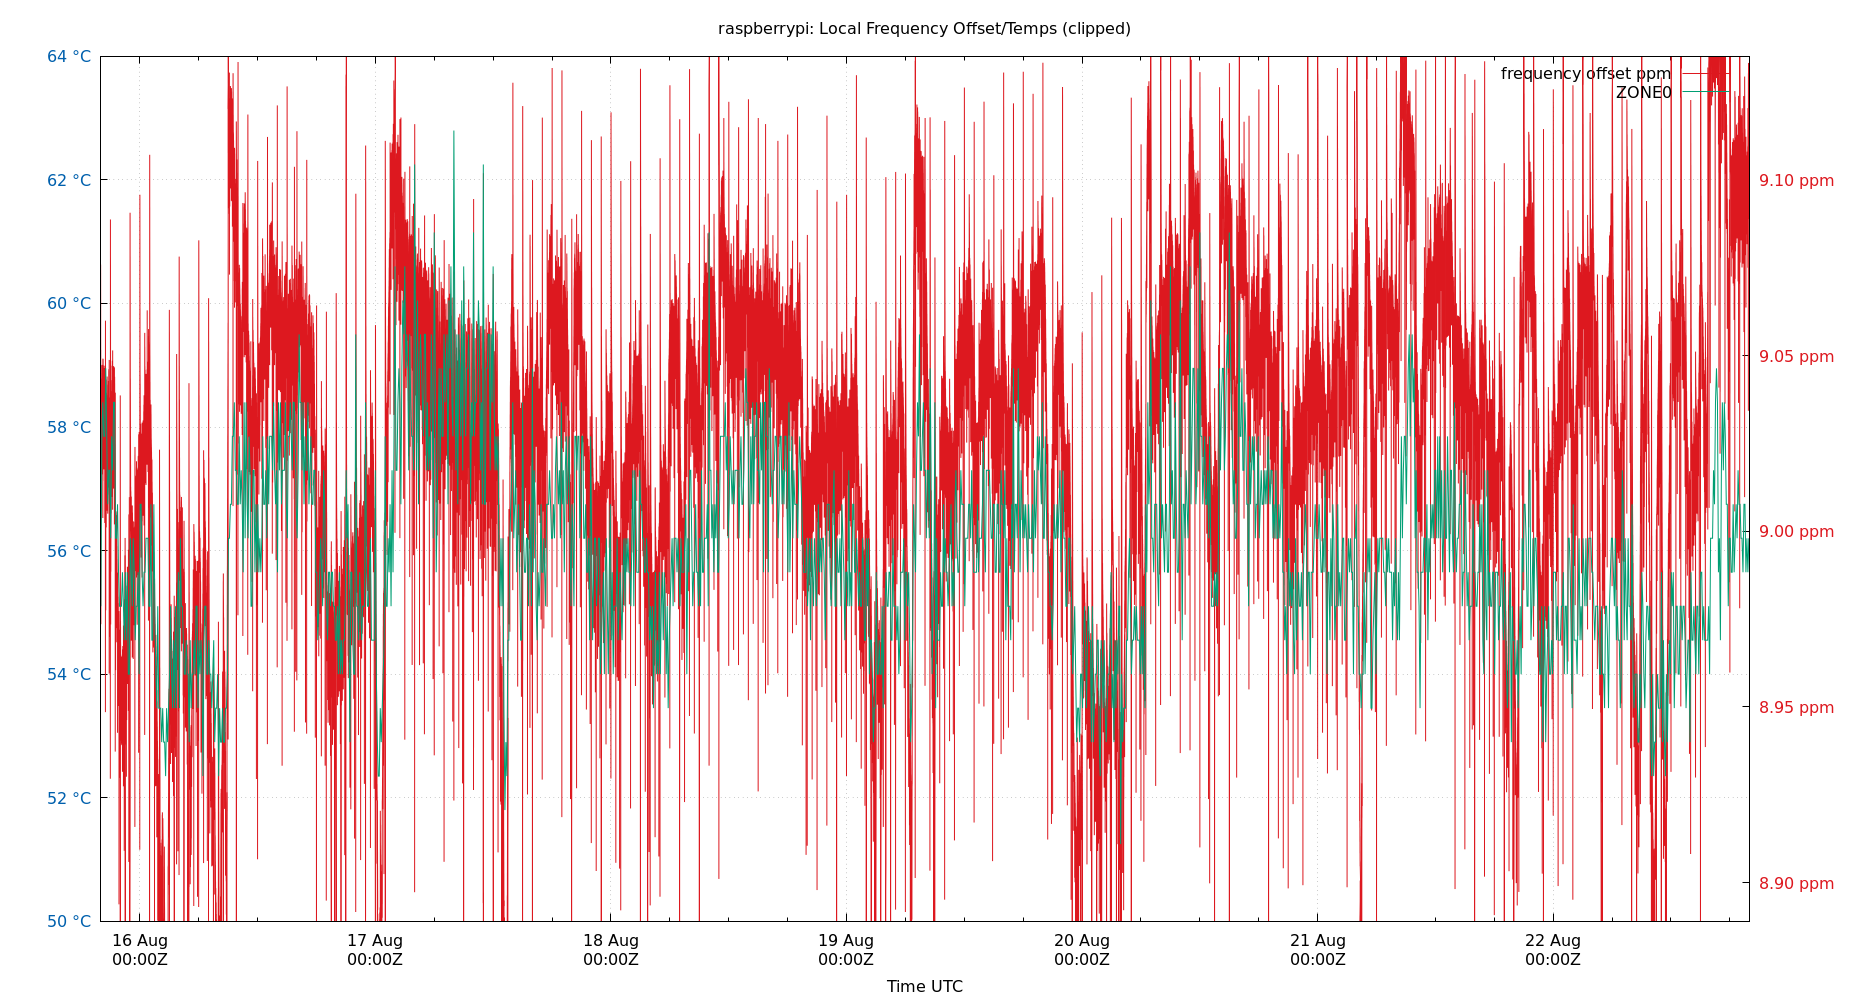 raspberrypi: Local Frequency Offset/Temps (clipped)
64 °C
62 °C
60 °C
58 °C
56 °C
54 °C
52 °C
50 °C
frequency offset ppm
ZONE0
9.10 ppm
9.05 ppm
9.00 ppm
8.95 ppm
8.90 ppm
16 Aug
00:00Z
17 Aug
00:00Z
18 Aug
00:00Z
19 Aug
00:00Z
20 Aug
00:00Z
21 Aug
00:00Z
22 Aug
00:00Z
Time UTC